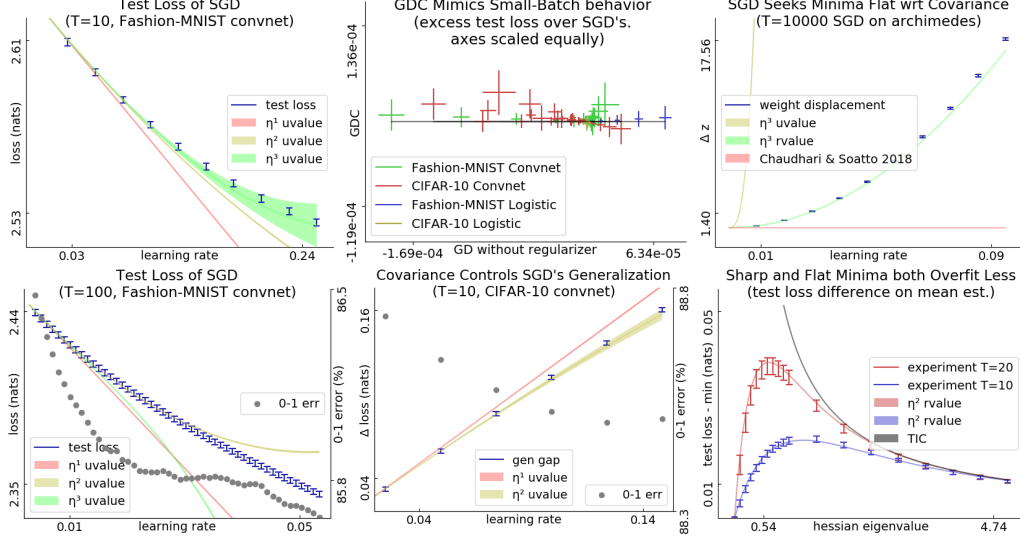 Test Loss of SGD
(T=10, Fashion-MNIST convnet)
2.61
loss (nats)
2.53
test loss
η¹ uvalue
η² uvalue
η³ uvalue
0.03
learning rate
0.24
GDC Mimics Small-Batch behavior
(excess test loss over SGD's.
axes scaled equally)
1.36e-04
GDC
-1.19e-04
Fashion-MNIST Convnet
CIFAR-10 Convnet
Fashion-MNIST Logistic
CIFAR-10 Logistic
-1.69e-04
GD without regularizer
6.34e-05
SGD Seeks Minima Flat wrt Covariance
(T=10000 SGD on archimedes)
17.56
Δ z
1.40
weight displacement
η³ uvalue
η³ rvalue
Chaudhari & Soatto 2018
0.01
learning rate
0.09
Test Loss of SGD
(T=100, Fashion-MNIST convnet)
2.44
loss (nats)
2.35
86.5
0-1 error (%)
85.8
0-1 err
test loss
η¹ uvalue
η² uvalue
η³ uvalue
0.01
learning rate
0.05
Covariance Controls SGD's Generalization
(T=10, CIFAR-10 convnet)
0.16
Δ loss (nats)
0.04
88.8
0-1 error (%)
88.3
gen gap
η¹ uvalue
η² uvalue
0-1 err
0.04
learning rate
0.14
Sharp and Flat Minima both Overfit Less
(test loss difference on mean est.)
0.05
test loss - min (nats)
0.01
experiment T=20
experiment T=10
η² rvalue
η² rvalue
TIC
0.54
hessian eigenvalue
4.74